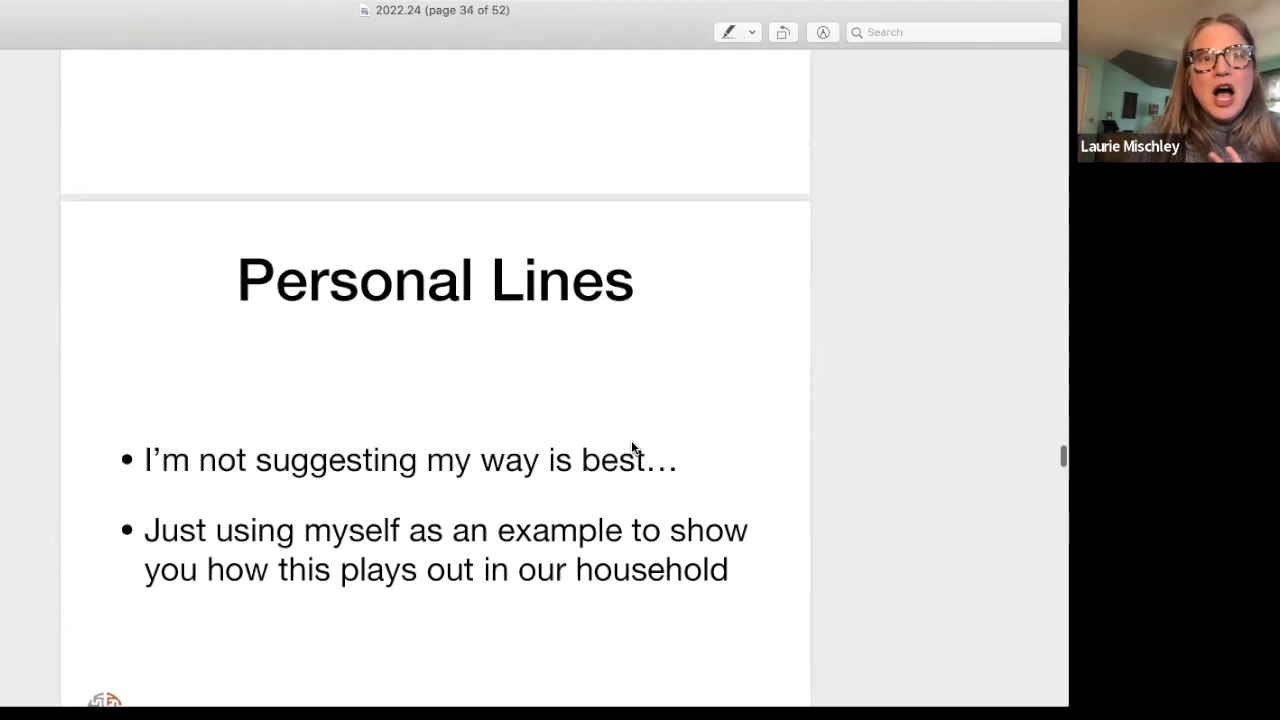 2022.24 (page 34 of 52)
Search
Laurie Mischley
Personal Lines
• I'm not suggesting my way is best…
• Just using myself as an example to show
you how this plays out in our household